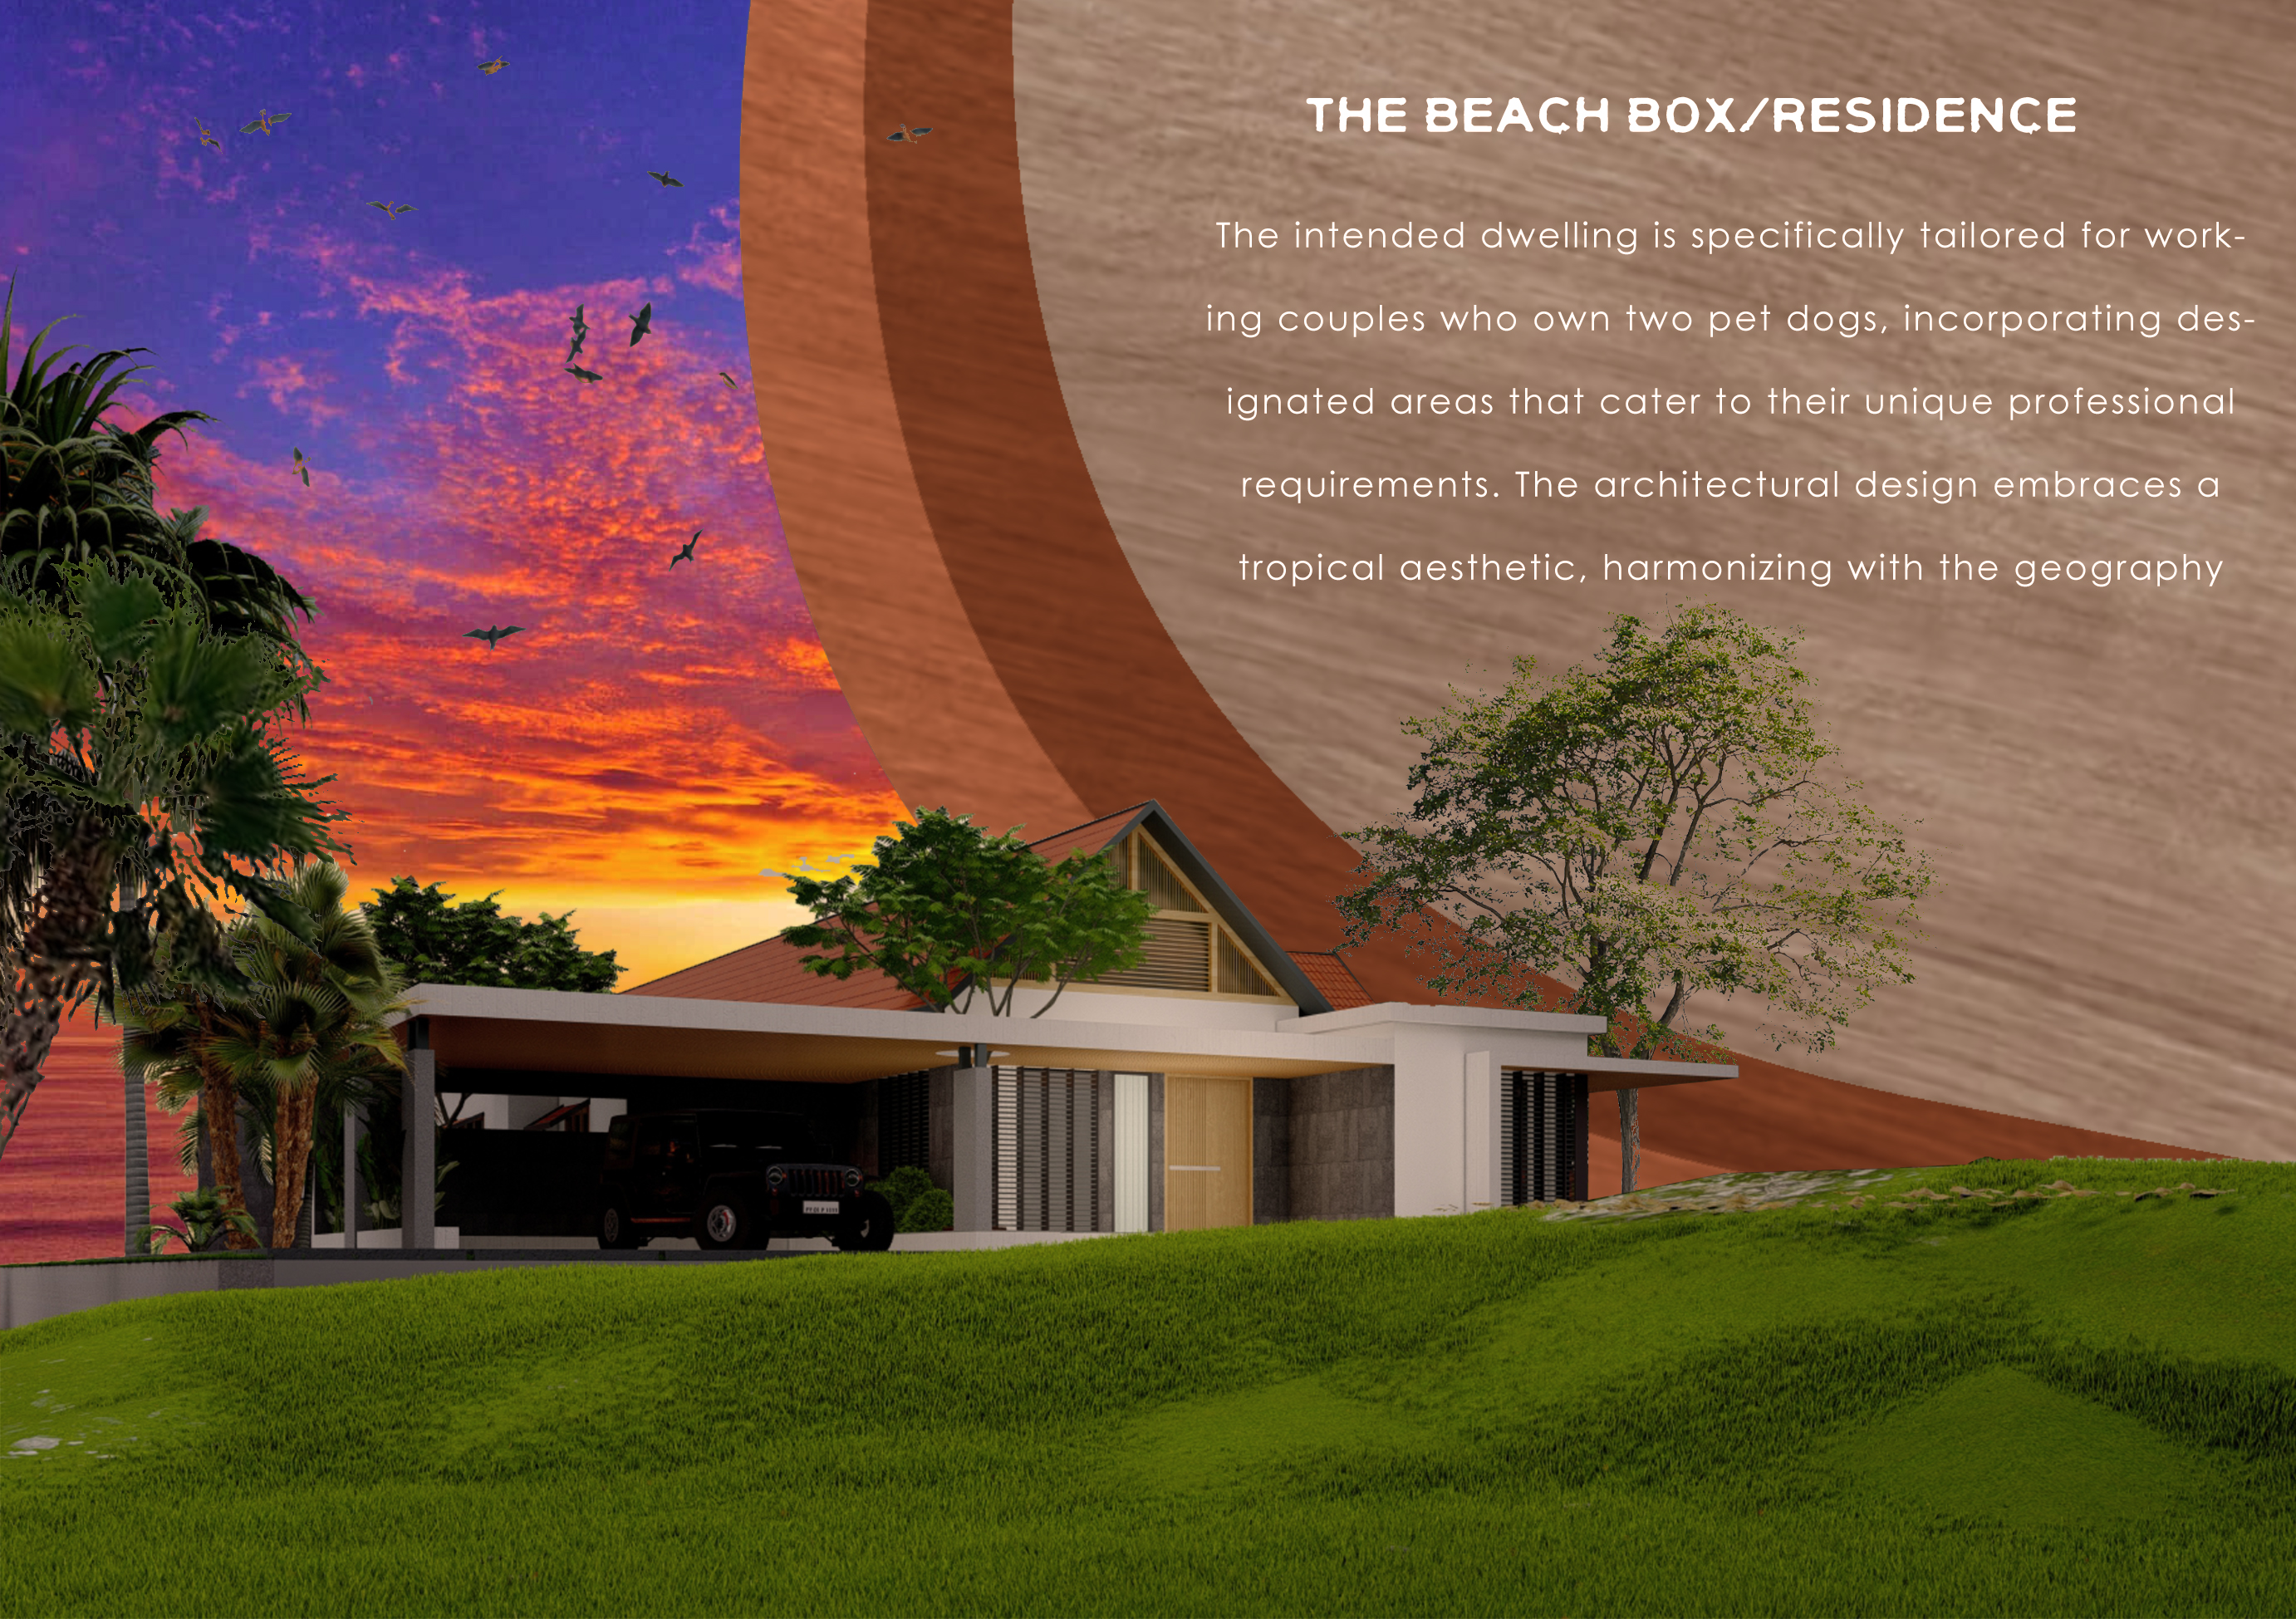 THE BEACH BOX/RESIDENCE
The intended dwelling is specifically tailored for work-
ing couples who own two pet dogs, incorporating des-
ignated areas that cater to their unique professional
requirements. The architectural design embraces a
tropical aesthetic, harmonizing with the geography